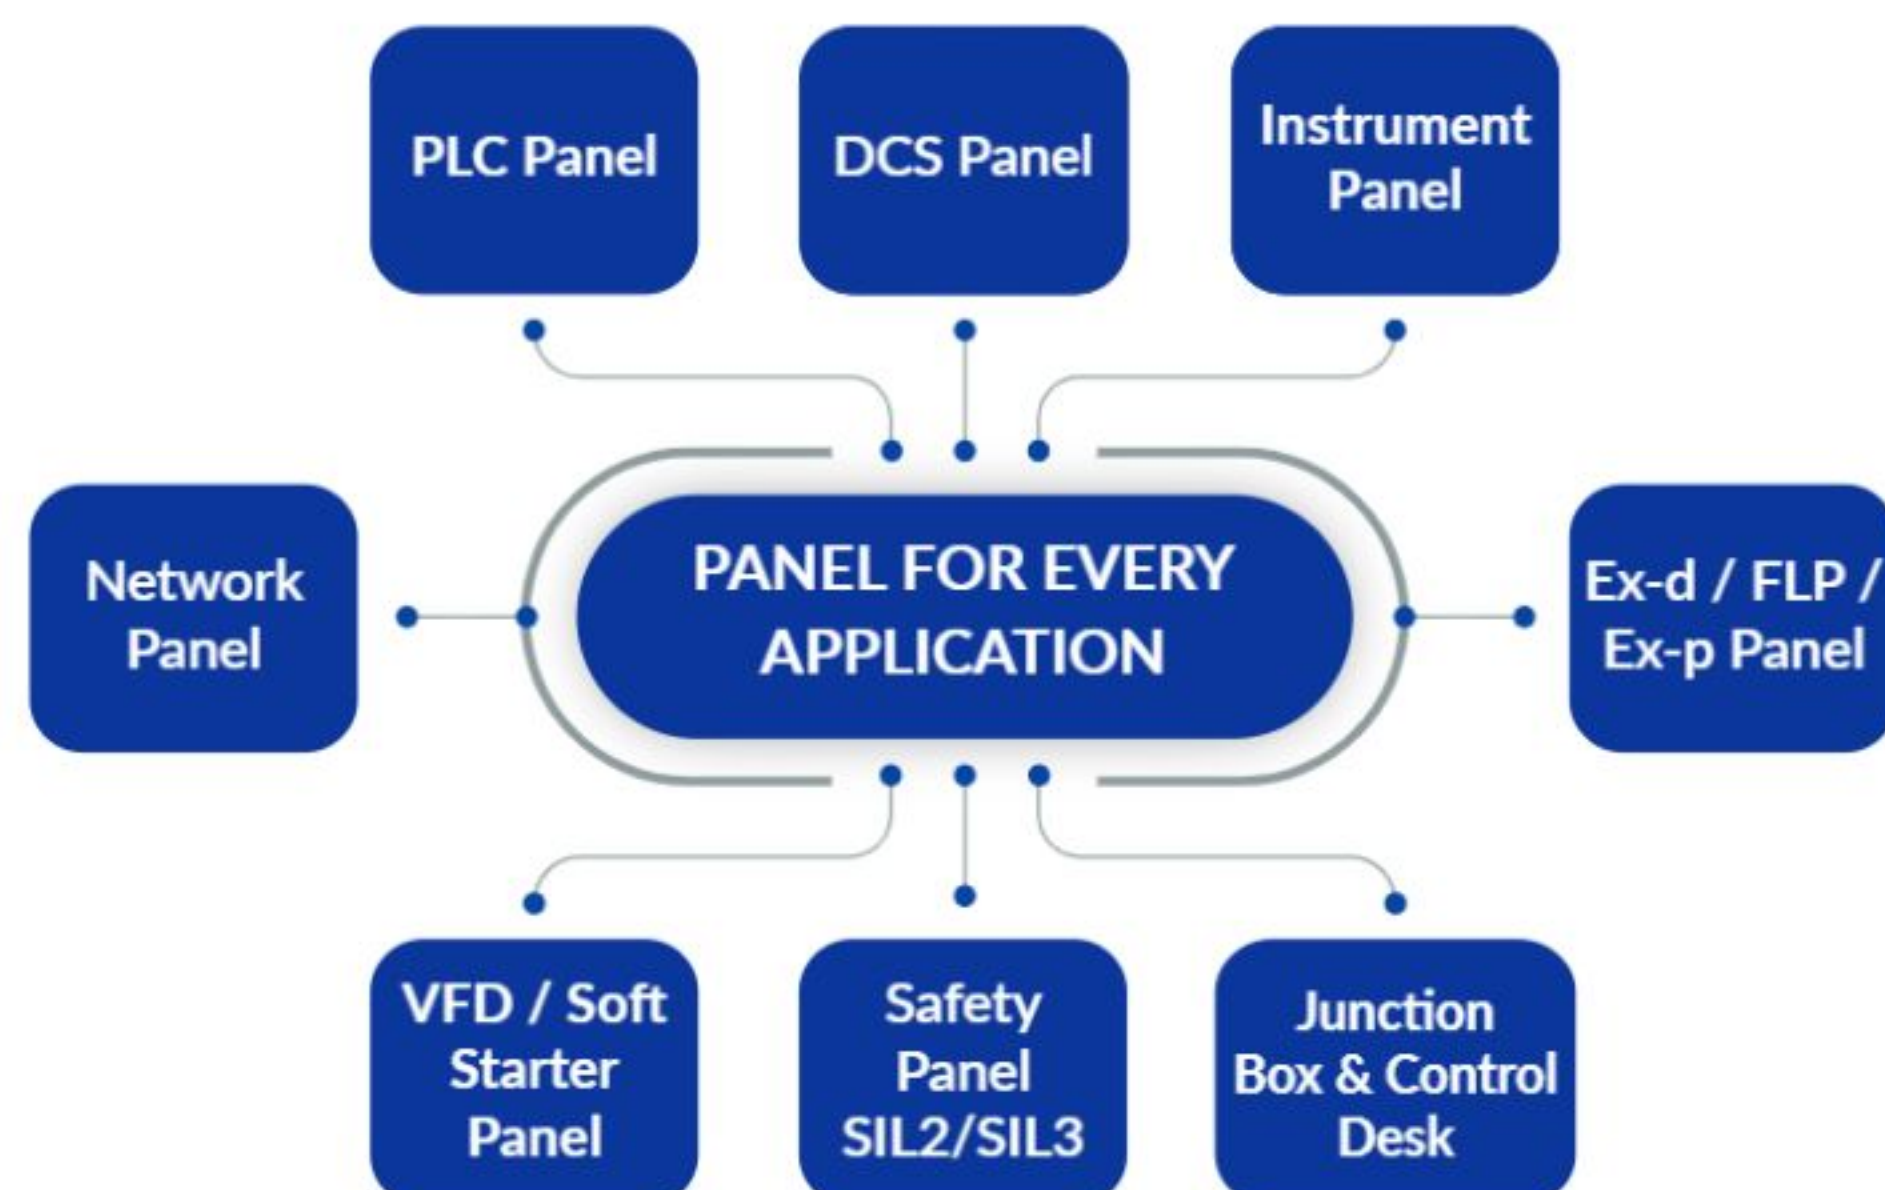 PLC Panel
DCS Panel
Instrument
Panel
Network
Panel
PANEL FOR EVERY
APPLICATION
Ex-d / FLP /
Ex-p Panel
VFD / Soft
Starter
Panel
Safety
Panel
SIL2/SIL3
Junction
Box & Control
Desk